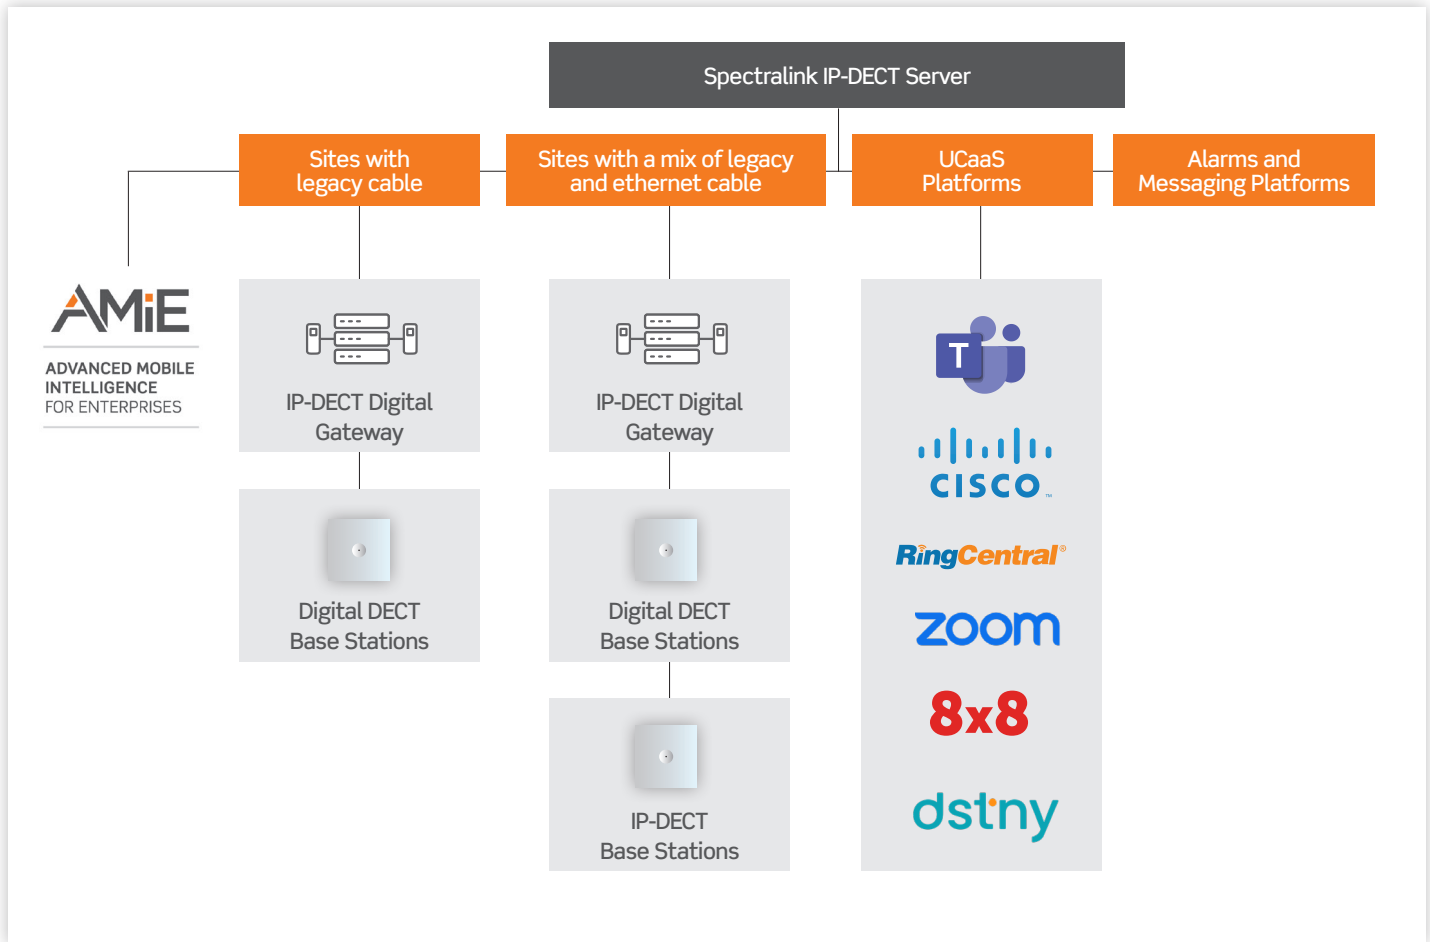 Spectralink IP-DECT Server
Sites with
legacy cable
Sites with a mix of legacy
and ethernet cable
UCaaS
Platforms
Alarms and
Messaging Platforms
AMiE
ADVANCED MOBILE
INTELLIGENCE
FOR ENTERPRISES
IP-DECT Digital
Gateway
Digital DECT
Base Stations
IP-DECT Digital
Gateway
Digital DECT
Base Stations
IP-DECT
Base Stations
T
CISCO™
RingCentral®
zoom
8x8
dstny